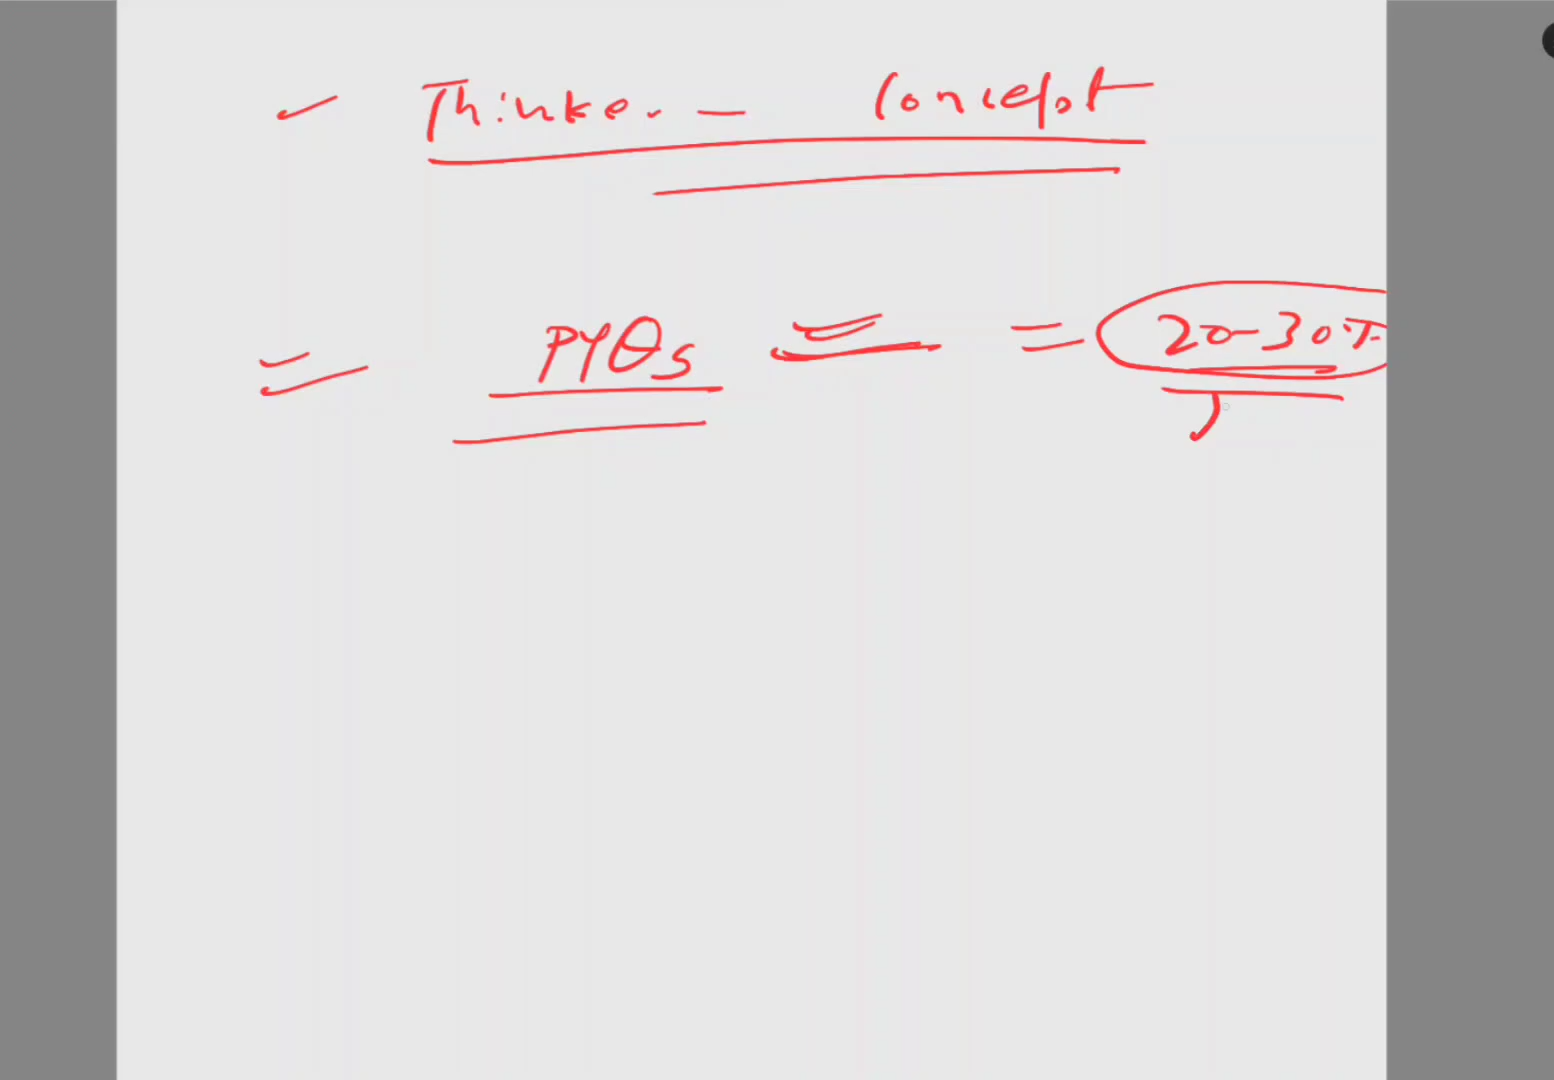 Thinker - Concept
PYQs = 20-30